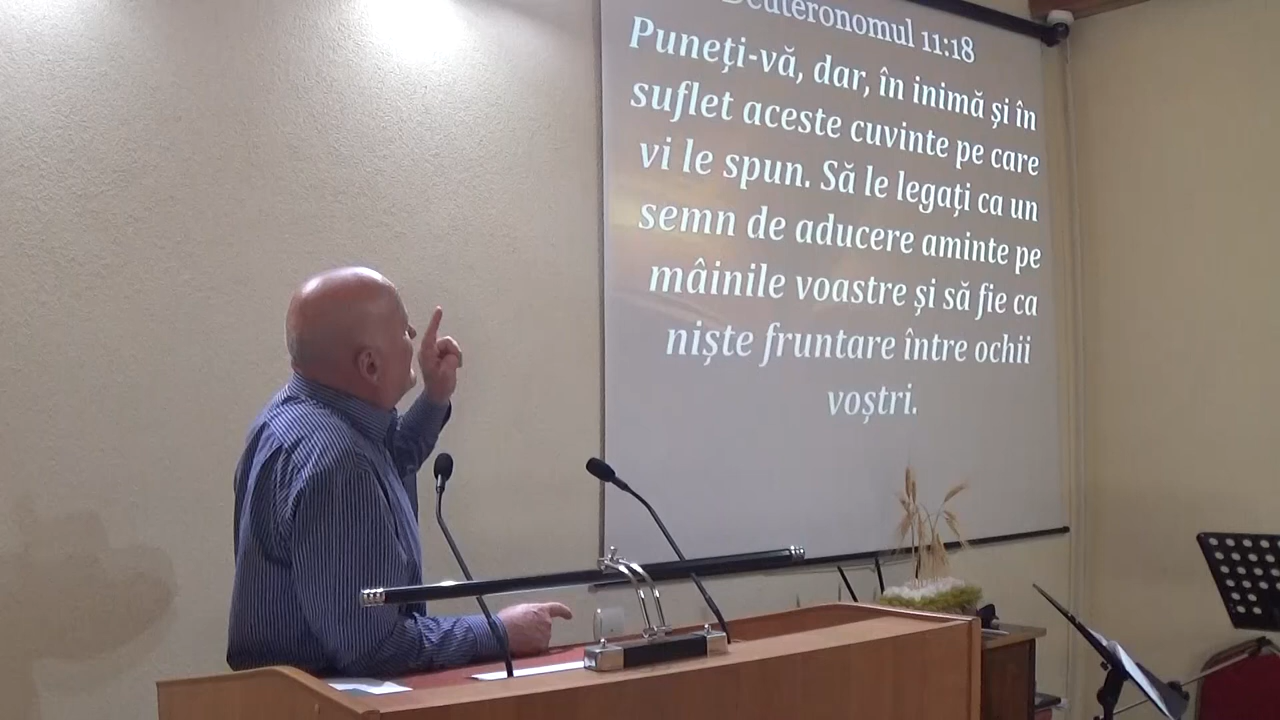 Deuteronomul 11:18
Puneți-vă, dar, în inimă și în
suflet aceste cuvinte pe care
vi le spun. Să le legați ca un
semn de aducere aminte pe
mâinile voastre și să fie ca
niște fruntare între ochii
voștri.